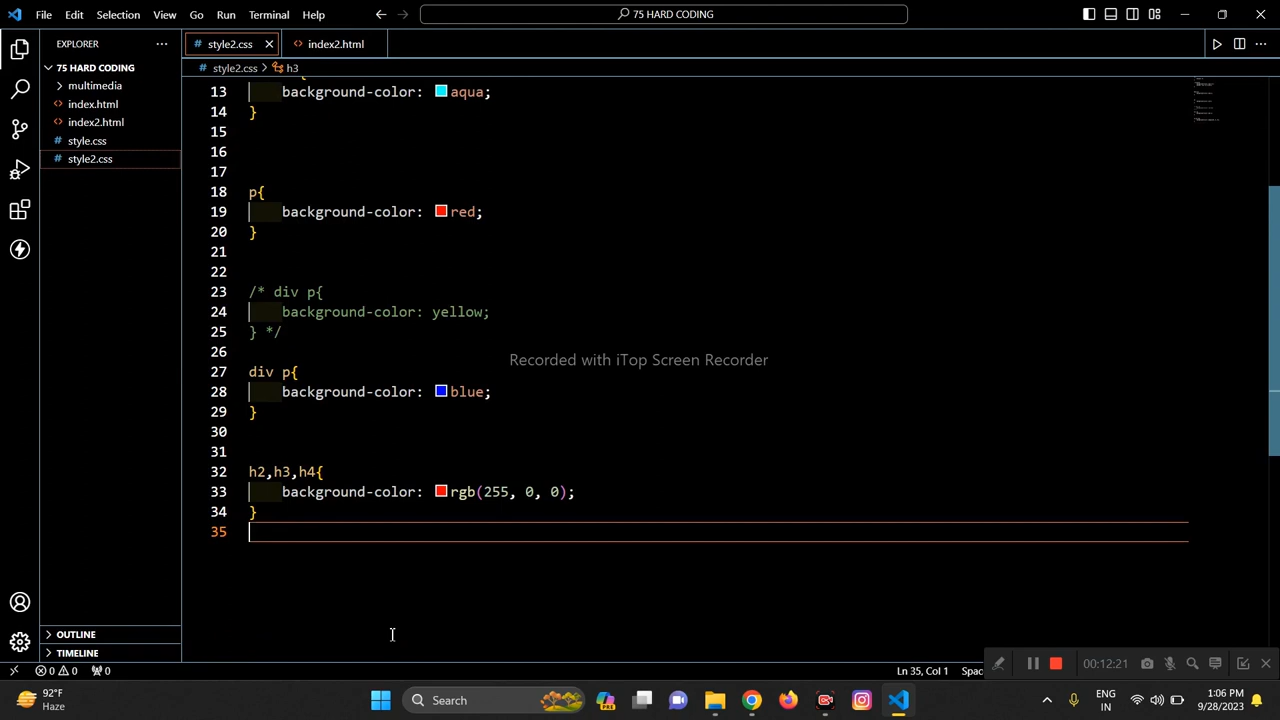 File Edit Selection View Go Run Terminal Help
75 HARD CODING
EXPLORER
75 HARD CODING
multimedia
index.html
index2.html
style.css
style2.css
OUTLINE
TIMELINE
style2.css
index2.html
style2.css > h3
13 background-color: aqua;
14 }
15
16
17
18 p{
19 background-color: red;
20 }
21
22
23 /* div p{
24 background-color: yellow;
25 } */
26
27 div p{
28 background-color: blue;
29 }
30
31
32 h2,h3,h4{
33 background-color: rgb(255, 0, 0);
34 }
35
Recorded with iTop Screen Recorder
0 0 0
Ln 35, Col 1
00:12:21
92°F
Haze
Search
PRE
ENG
IN
1:06 PM
9/28/2023